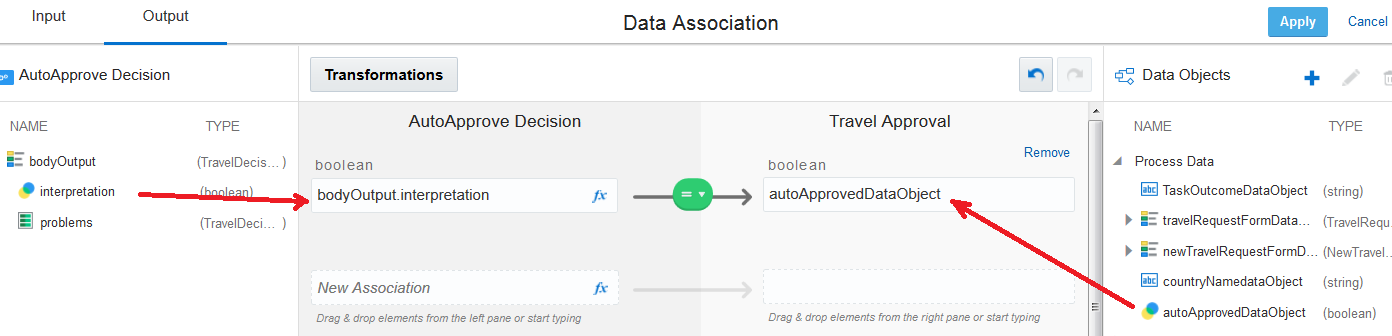 Input Output Data Association Apply Cancel
AutoApprove Decision Transformations Data Objects
NAME TYPE AutoApprove Decision Travel Approval NAME TYPE
boolean boolean Remove
bodyOutput (TravelDecis... ) Process Data
interpretation (boolean) bodyOutput.interpretation fx = autoApprovedDataObject TaskOutcomeDataObject (string)
problems (TravelDeci... ) travelRequestFormData... (TravelRequ
newTravelRequestFormD... (NewTravel
New Association fx countryNamedataObject (string)
Drag & drop elements from the left pane or start typing Drag & drop elements from the right pane or start typing autoApprovedDataObject (boolean)